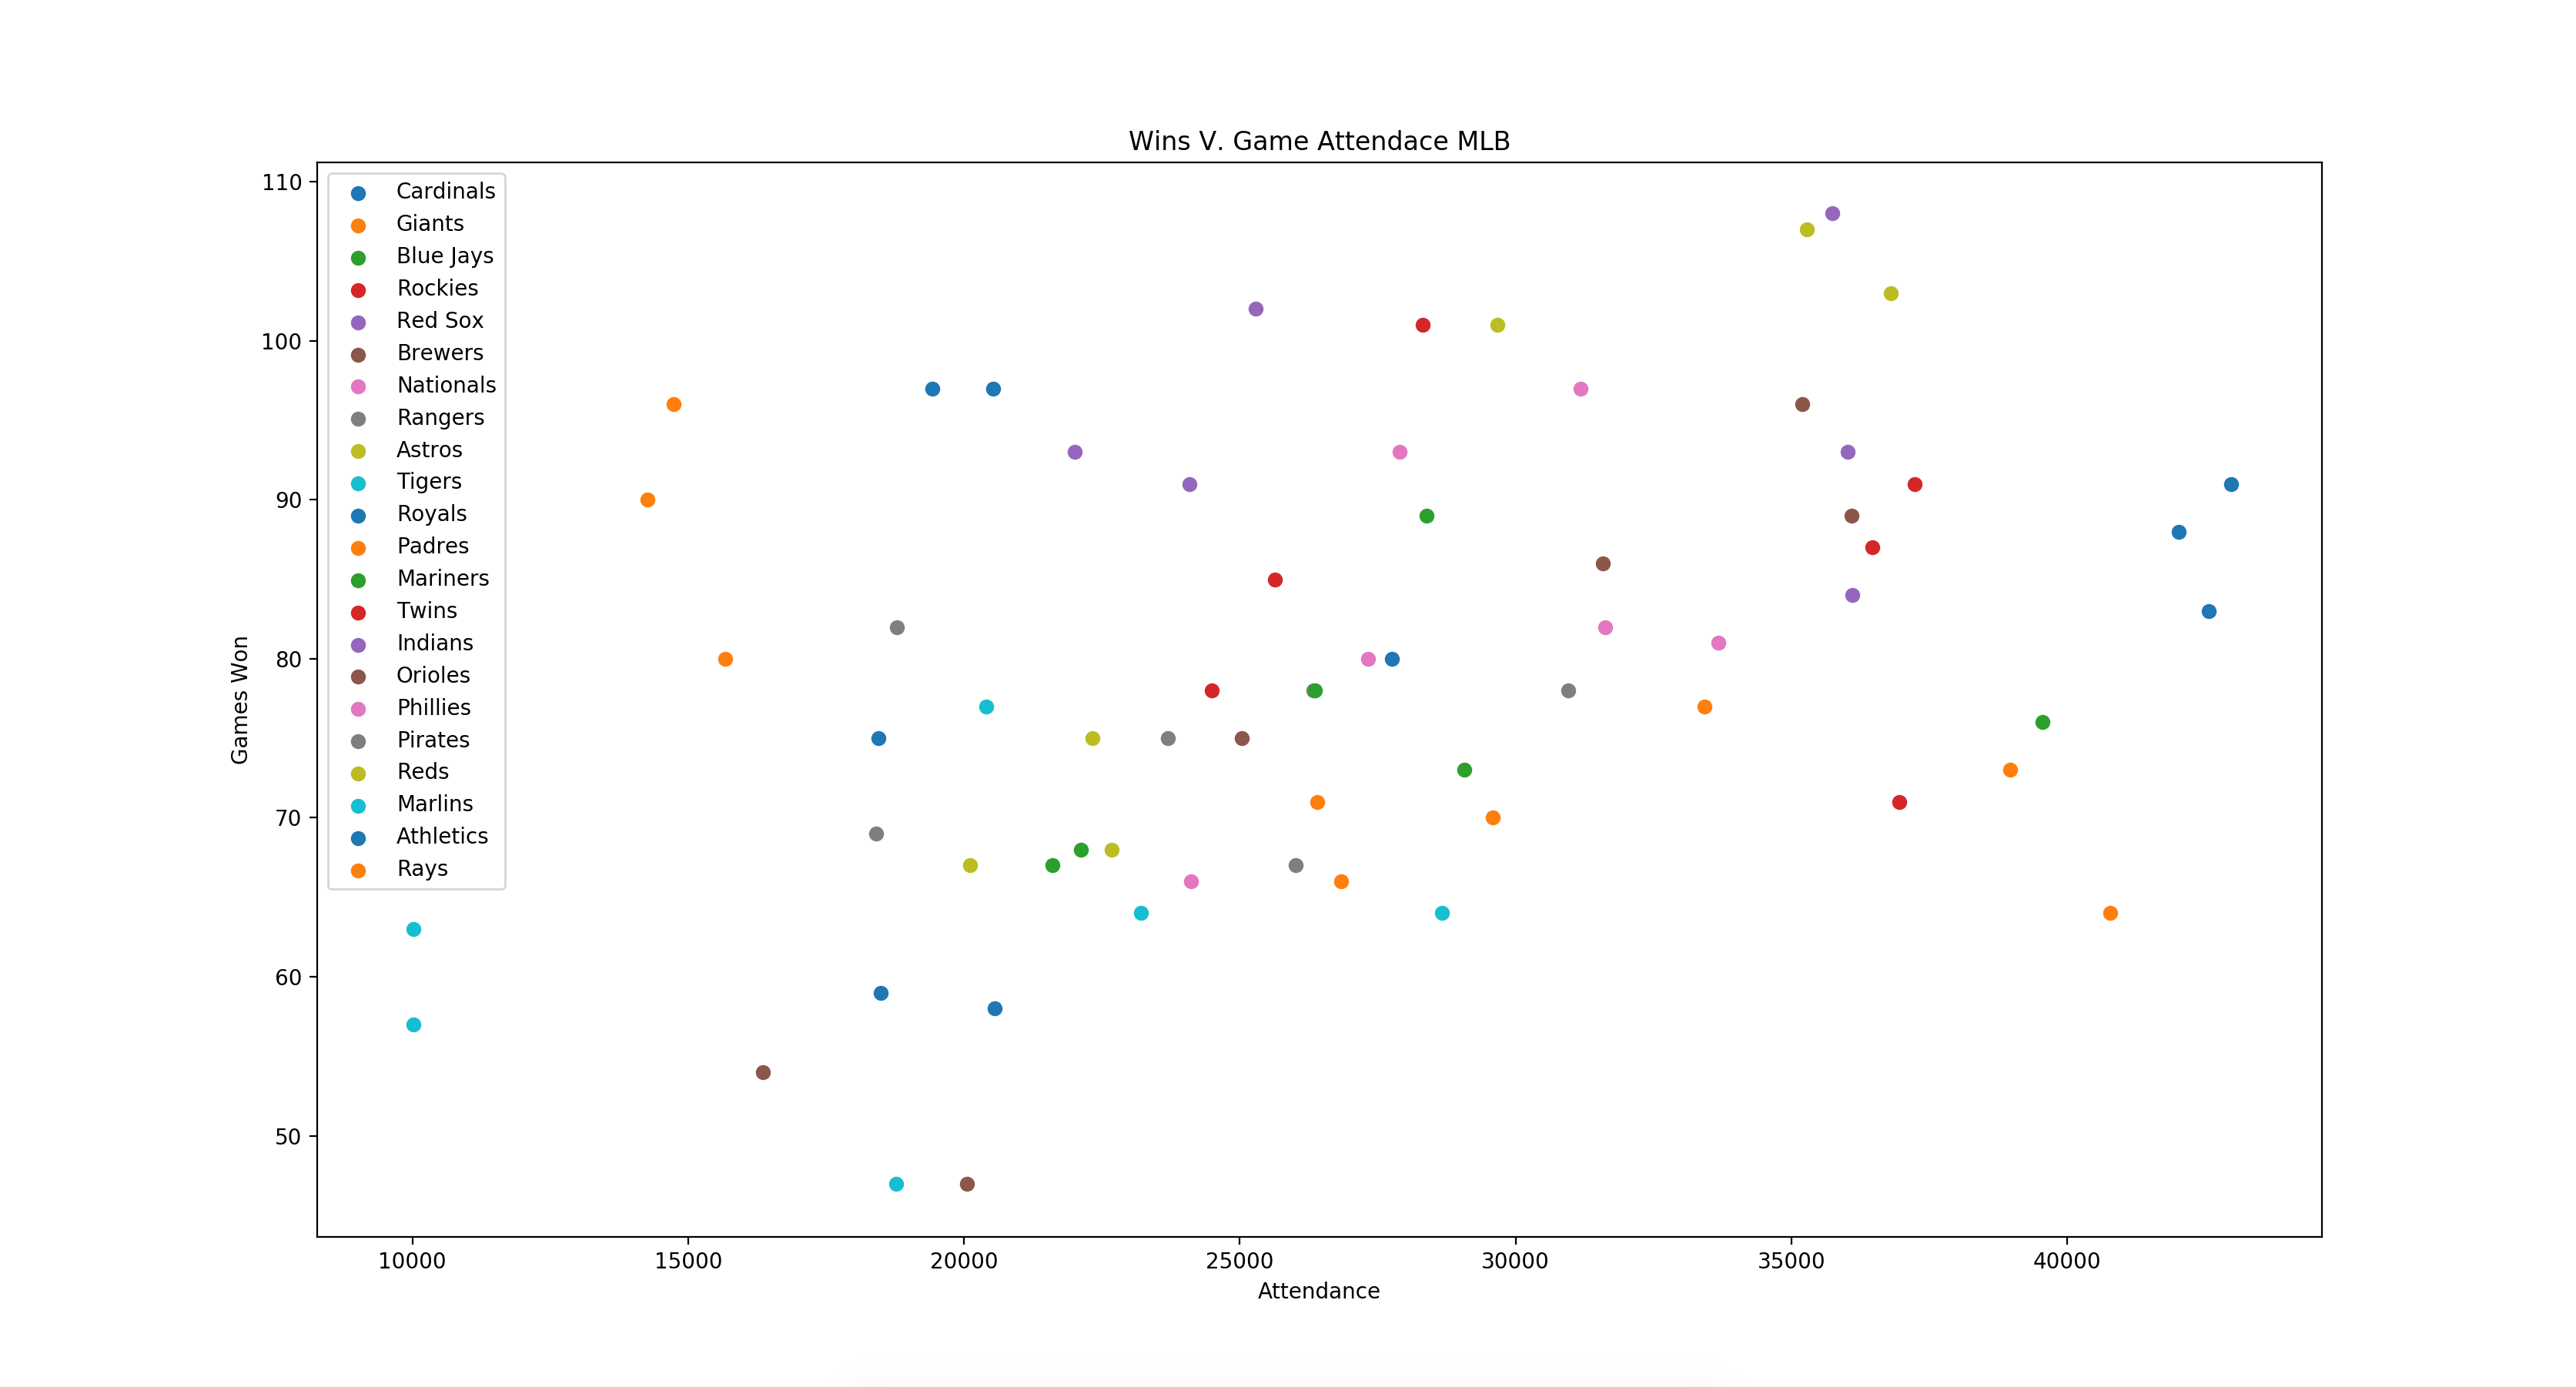 Wins V. Game Attendace MLB
110
100
90
80
70
60
50
Games Won
Cardinals
Giants
Blue Jays
Rockies
Red Sox
Brewers
Nationals
Rangers
Astros
Tigers
Royals
Padres
Mariners
Twins
Indians
Orioles
Phillies
Pirates
Reds
Marlins
Athletics
Rays
10000 15000 20000 25000 30000 35000 40000
Attendance